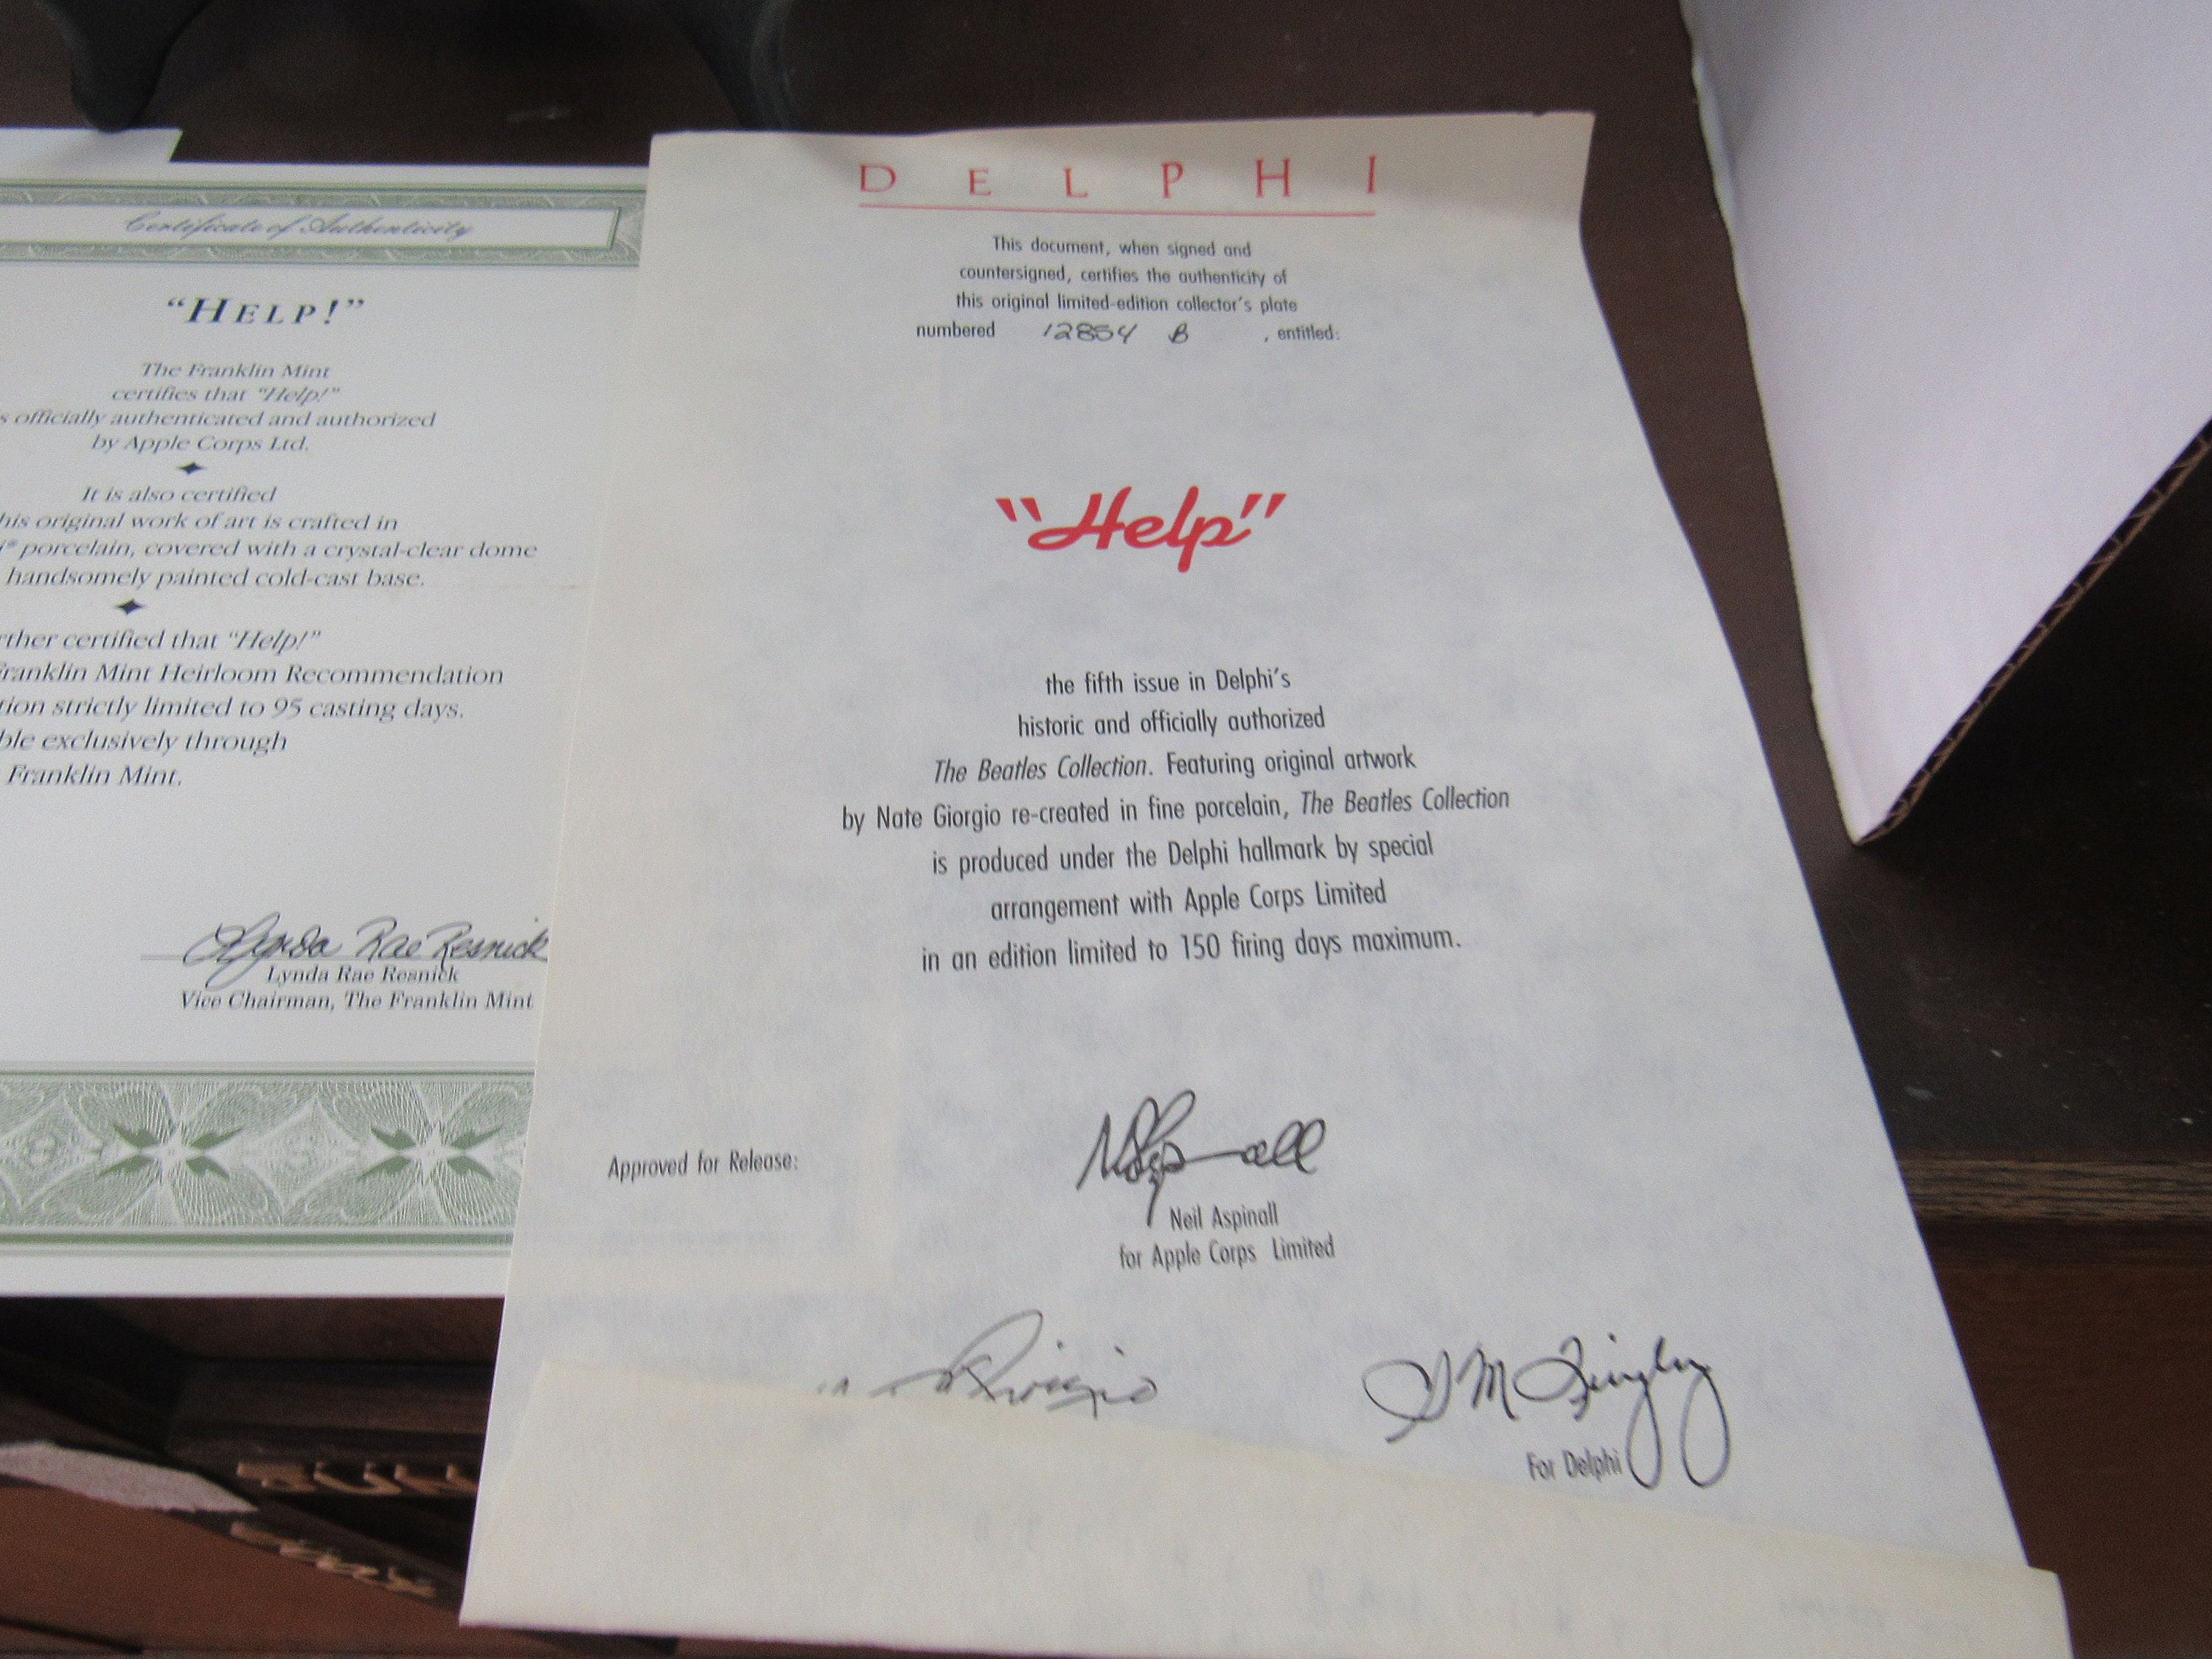 Certificate of Authenticity
"HELP!"
The Franklin Mint
certifies that "Help!"
officially authenticated and authorized
by Apple Corps Ltd.
It is also certified
his original work of art is crafted in
porcelain, covered with a crystal-clear dome
handsomely painted cold-cast base.
rther certified that "Help!"
Franklin Mint Heirloom Recommendation
tion strictly limited to 95 casting days.
ble exclusively through
Franklin Mint.
Lynda Rae Resnick
Lynda Rae Resnick
Vice Chairman, The Franklin Mint
DELPHI
This document, when signed and
countersigned, certifies the authenticity of
this original limited-edition collector's plate
numbered 12854 B , entitled:
"Help"
the fifth issue in Delphi's
historic and officially authorized
The Beatles Collection. Featuring original artwork
by Nate Giorgio re-created in fine porcelain, The Beatles Collection
is produced under the Delphi hallmark by special
arrangement with Apple Corps Limited
in an edition limited to 150 firing days maximum.
Approved for Release:
Neil Aspinall
for Apple Corps Limited
Giorgio
For Delphi